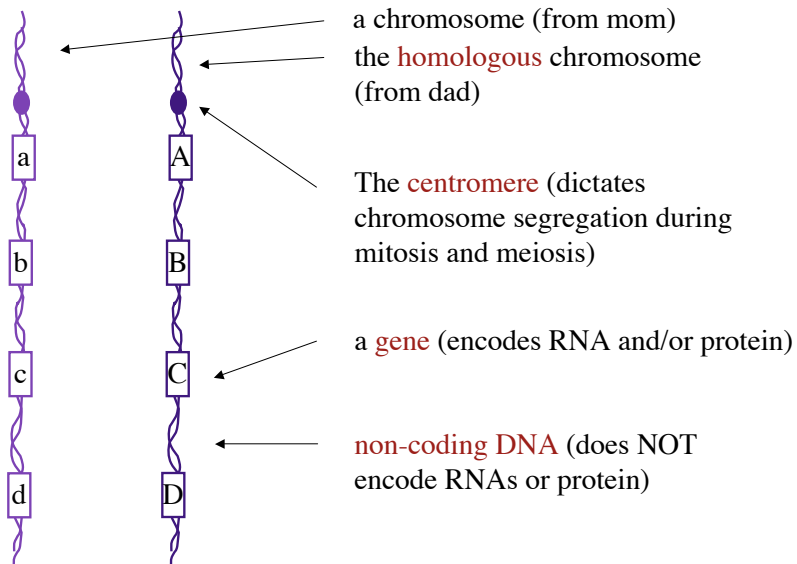 a chromosome (from mom)
the homologous chromosome
(from dad)
a A
The centromere (dictates
chromosome segregation during
mitosis and meiosis)
b B
a gene (encodes RNA and/or protein)
c C
non-coding DNA (does NOT
encode RNAs or protein)
d D